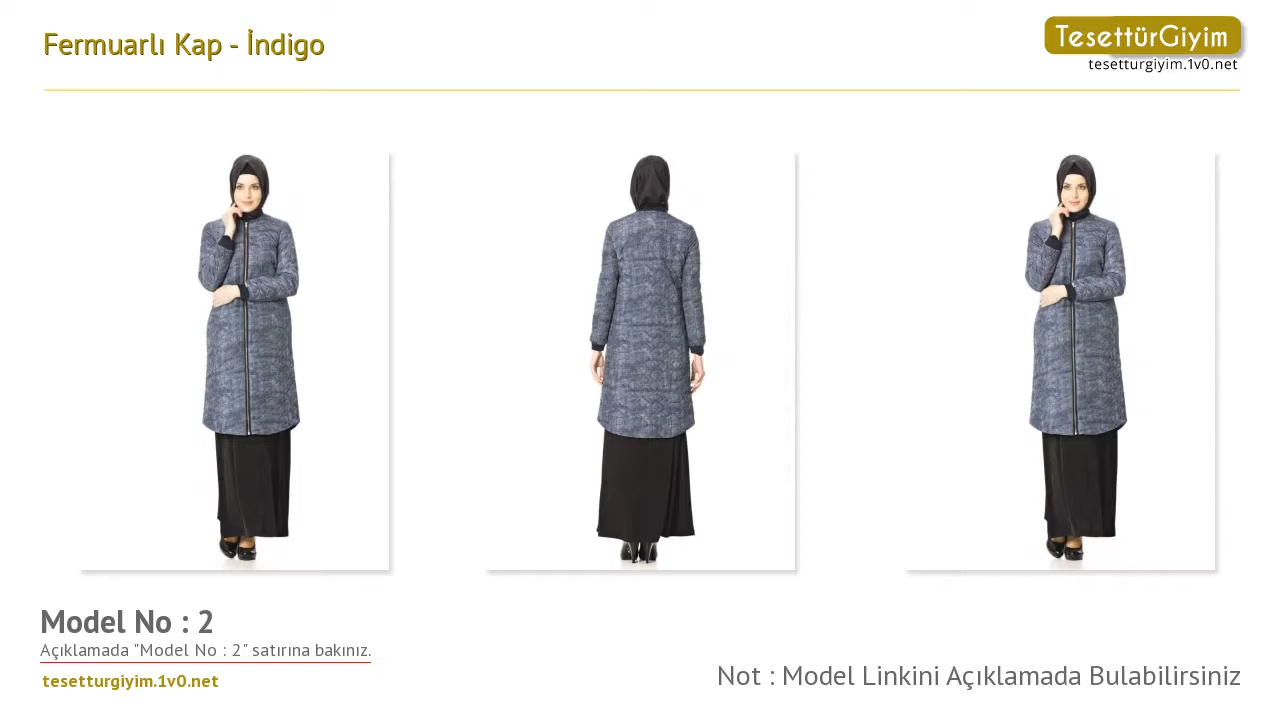 Fermuarlı Kap - İndigo
TesettürGiyim
tesetturgiyim.1v0.net
Model No : 2
Açıklamada "Model No : 2" satırına bakınız.
tesetturgiyim.1v0.net
Not : Model Linkini Açıklamada Bulabilirsiniz